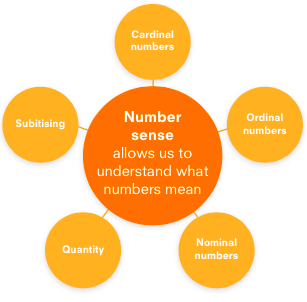 Cardinal
numbers
Subitising
Number
sense
allows us to
understand what
numbers mean
Ordinal
numbers
Quantity
Nominal
numbers